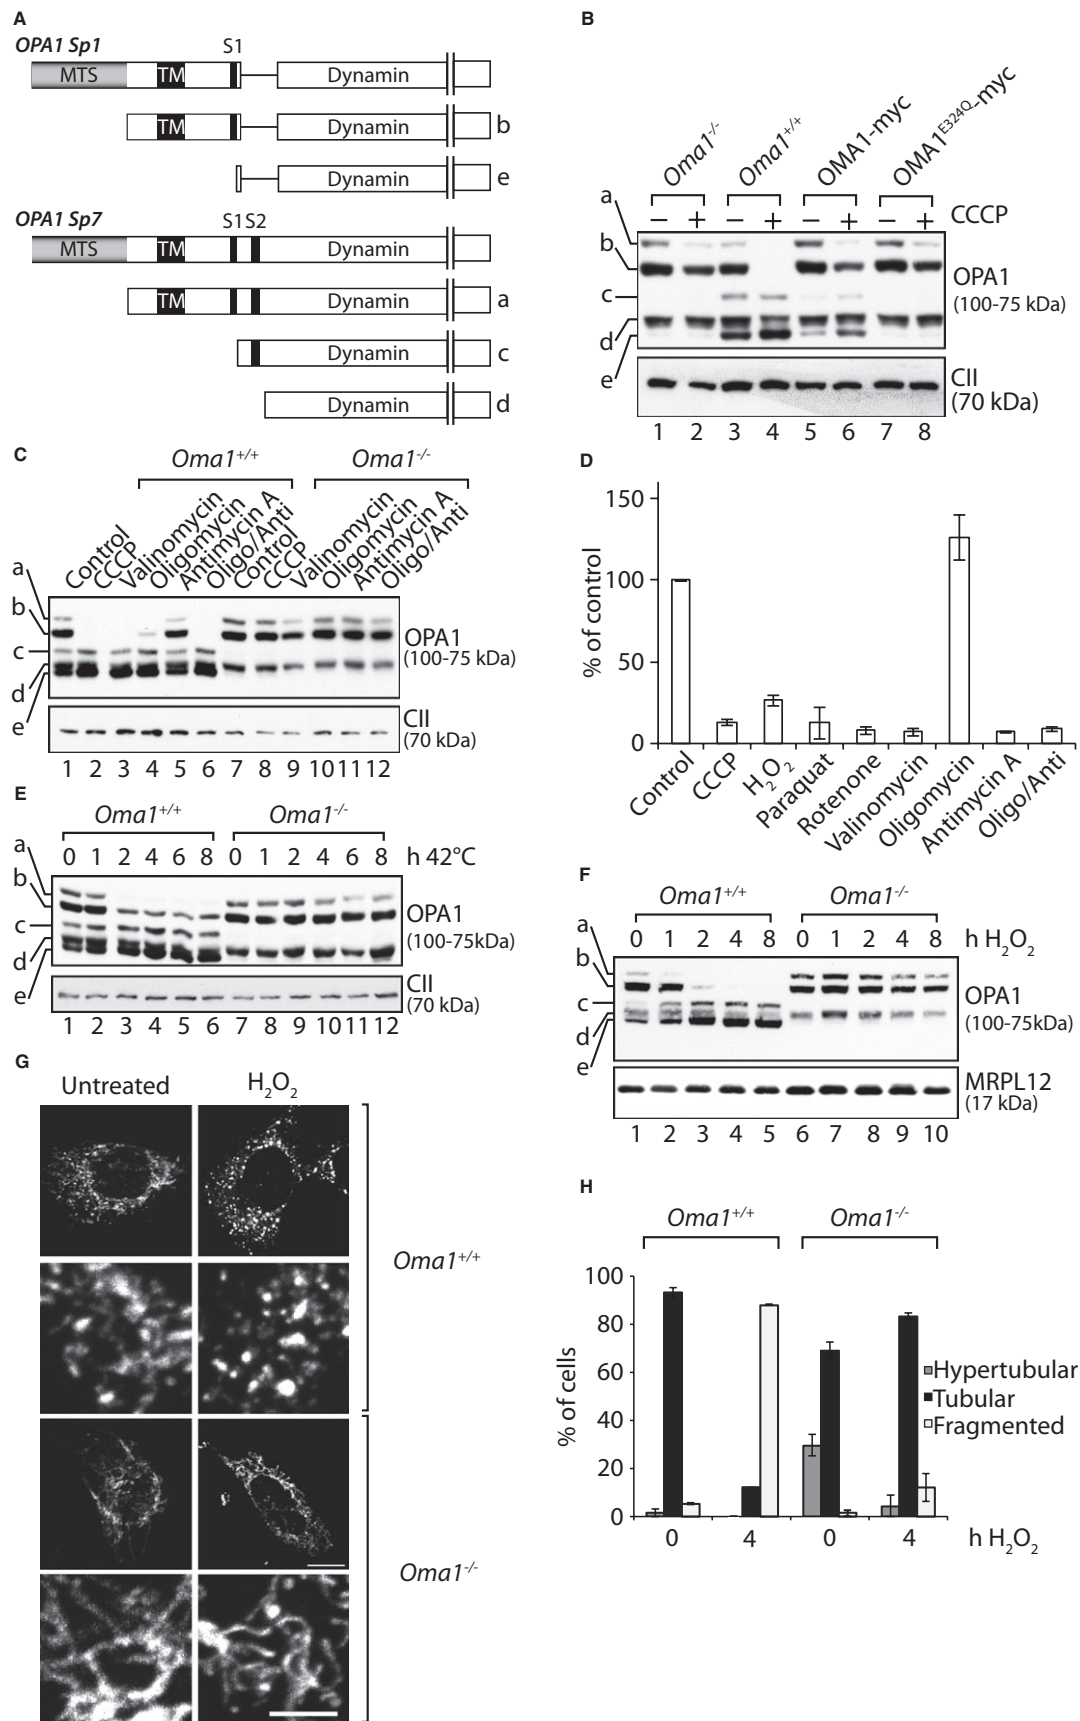 A
OPA1 Sp1
S1
MTS TM Dynamin
TM Dynamin b
Dynamin e
OPA1 Sp7
S1 S2
MTS TM Dynamin
TM Dynamin a
Dynamin c
Dynamin d
B
Oma1-/- Oma1+/+ OMA1-myc OMA1E324Q-myc
− + − + − + − + CCCP
a
b
c
d
e
OPA1
(100-75 kDa)
CII
(70 kDa)
1 2 3 4 5 6 7 8
C
Oma1+/+ Oma1-/-
Control CCCP Valinomycin Oligomycin Antimycin A Oligo/Anti Control CCCP Valinomycin Oligomycin Antimycin A Oligo/Anti
a
b
c
d
e
OPA1
(100-75 kDa)
CII
(70 kDa)
1 2 3 4 5 6 7 8 9 10 11 12
D
% of control
150
100
50
0
Control CCCP H2O2 Paraquat Rotenone Valinomycin Oligomycin Antimycin A Oligo/Anti
E
Oma1+/+ Oma1-/-
0 1 2 4 6 8 0 1 2 4 6 8 h 42°C
a
b
c
d
e
OPA1
(100-75kDa)
CII
(70 kDa)
1 2 3 4 5 6 7 8 9 10 11 12
F
Oma1+/+ Oma1-/-
0 1 2 4 8 0 1 2 4 8 h H2O2
a
b
c
d
e
OPA1
(100-75kDa)
MRPL12
(17 kDa)
1 2 3 4 5 6 7 8 9 10
G
Untreated H2O2
Oma1+/+
Oma1-/-
H
Oma1+/+ Oma1-/-
% of cells
100
80
60
40
20
0
Hypertubular
Tubular
Fragmented
0 4 0 4 h H2O2